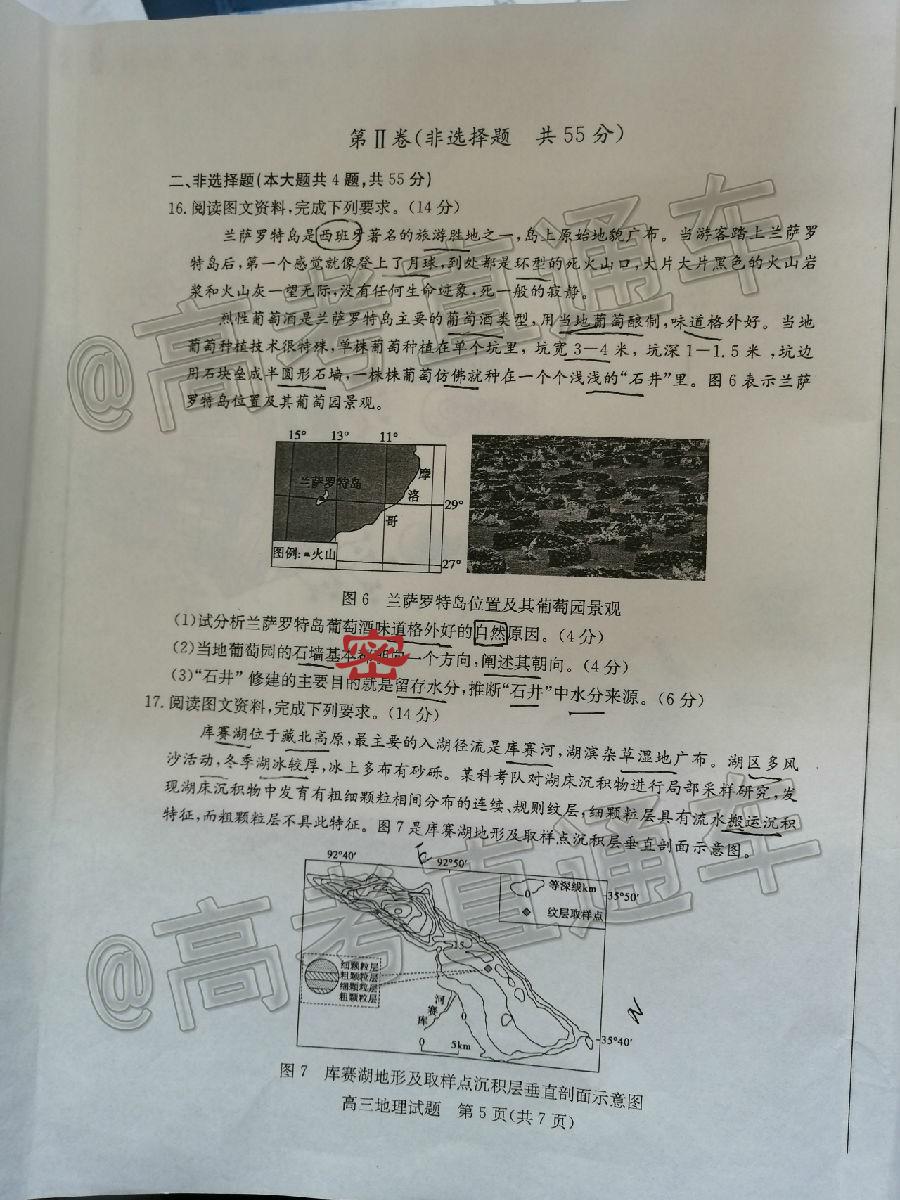 第Ⅱ卷(非选择题　共55分)
二、非选择题(本大题共4题,共55分)
16.阅读图文资料,完成下列要求。(14分)
兰萨罗特岛是西班牙著名的旅游胜地之一,岛上原始地貌广布。当游客踏上兰萨罗
特岛后,第一个感觉就像登上了月球,到处都是环型的死火山口,大片大片黑色的火山岩
浆和火山灰一望无际,没有任何生命迹象,死一般的寂静。
烈性葡萄酒是兰萨罗特岛主要的葡萄酒类型,用当地葡萄酿制,味道格外好。当地
葡萄种植技术很特殊,单株葡萄种植在单个坑里,坑宽3—4米,坑深1—1.5米,坑边
用石块垒成半圆形石墙,一株株葡萄仿佛就种在一个个浅浅的“石井”里。图6表示兰萨
罗特岛位置及其葡萄园景观。
15° 13° 11°
兰萨罗特岛
摩
洛
哥
29°
27°
图例:▪火山
图6　兰萨罗特岛位置及其葡萄园景观
(1)试分析兰萨罗特岛葡萄酒味道格外好的自然原因。(4分)
(2)当地葡萄园的石墙基本都朝向一个方向,阐述其朝向。(4分)
(3)“石井”修建的主要目的就是留存水分,推断“石井”中水分来源。(6分)
密
17.阅读图文资料,完成下列要求。(14分)
库赛湖位于藏北高原,最主要的入湖径流是库赛河,湖滨杂草湿地广布。湖区多风
沙活动,冬季湖冰较厚,冰上多布有砂砾。某科考队对湖床沉积物进行局部采样研究,发
现湖床沉积物中发育有粗细颗粒相间分布的连续、规则纹层,细颗粒层具有流水搬运沉积
特征,而粗颗粒层不具此特征。图7是库赛湖地形及取样点沉积层垂直剖面示意图。
92°40′ 92°50′
等深线km
0
纹层取样点
35°50′
15
细颗粒层
粗颗粒层
细颗粒层
粗颗粒层
河
赛
库
0
0 5km
35°40′
图7　库赛湖地形及取样点沉积层垂直剖面示意图
高三地理试题　第5页(共7页)
@高考直通车
@高考直通车